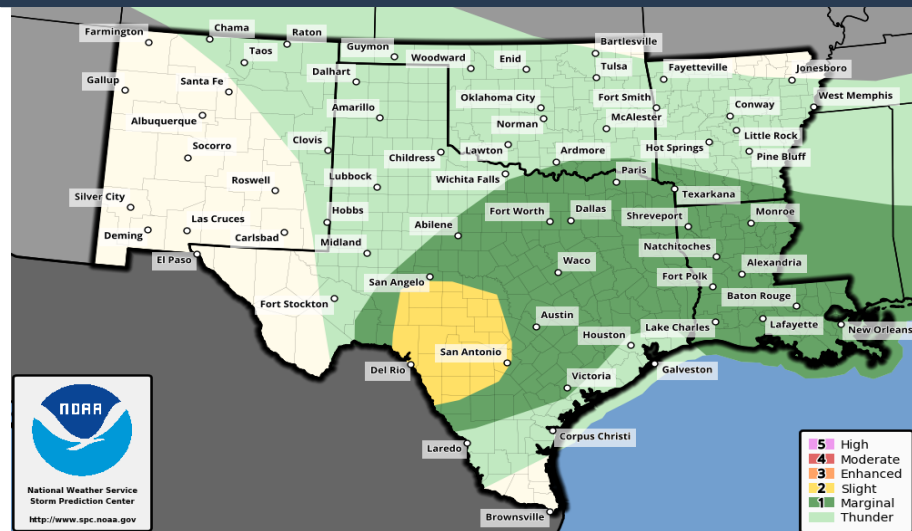 Farmington
Chama
Raton
Taos
Guymon
Woodward
Enid
Bartlesville
Tulsa
Fayetteville
Jonesboro
Gallup
Santa Fe
Dalhart
Albuquerque
Amarillo
Oklahoma City
Norman
Fort Smith
McAlester
Conway
West Memphis
Little Rock
Hot Springs
Pine Bluff
Socorro
Clovis
Childress
Lawton
Ardmore
Roswell
Lubbock
Wichita Falls
Paris
Texarkana
Silver City
Las Cruces
Hobbs
Abilene
Fort Worth
Dallas
Shreveport
Monroe
Deming
Carlsbad
Midland
El Paso
Natchitoches
Waco
Alexandria
San Angelo
Fort Polk
Fort Stockton
Baton Rouge
Austin
Houston
Lake Charles
Lafayette
New Orleans
San Antonio
Del Rio
Victoria
Galveston
Laredo
Corpus Christi
Brownsville
NOAA
National Weather Service
Storm Prediction Center
http://www.spc.noaa.gov
5 High
4 Moderate
3 Enhanced
2 Slight
1 Marginal
Thunder